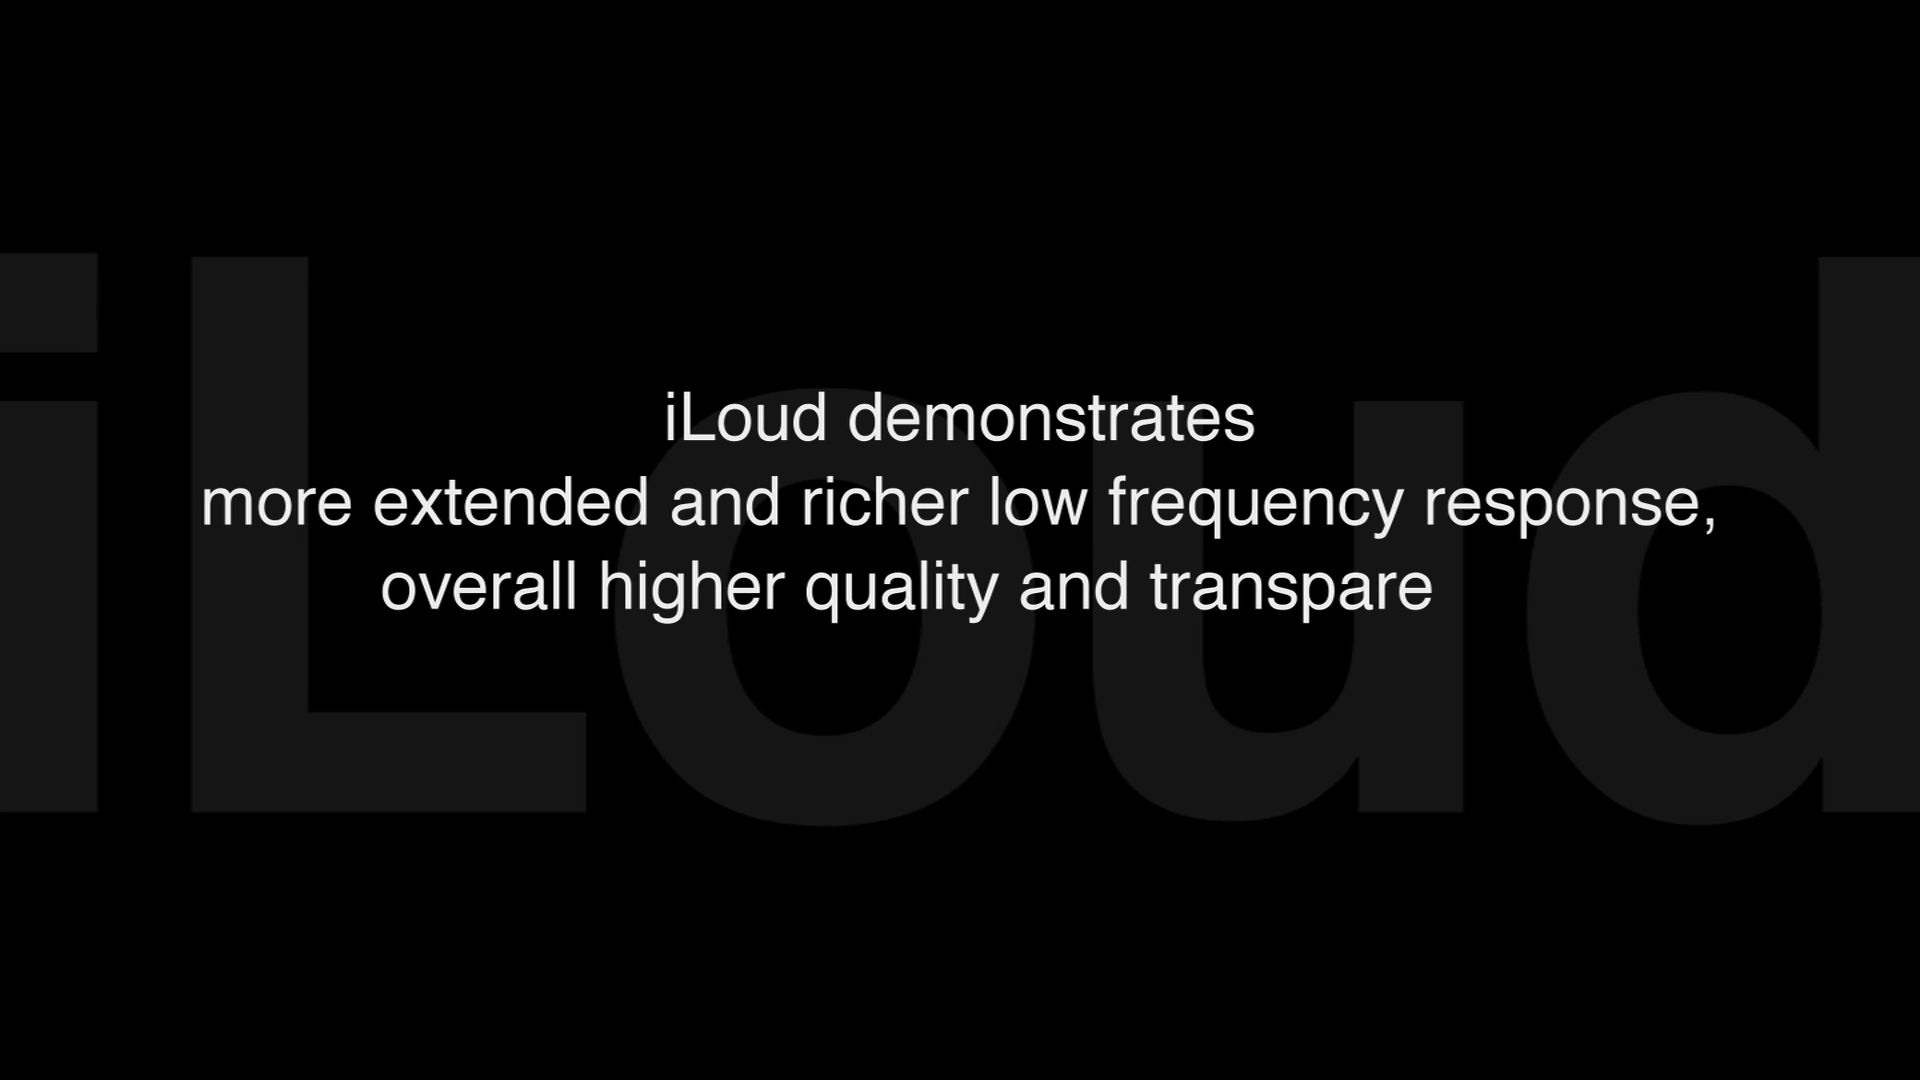 iLoud
iLoud demonstrates
more extended and richer low frequency response,
overall higher quality and transpare